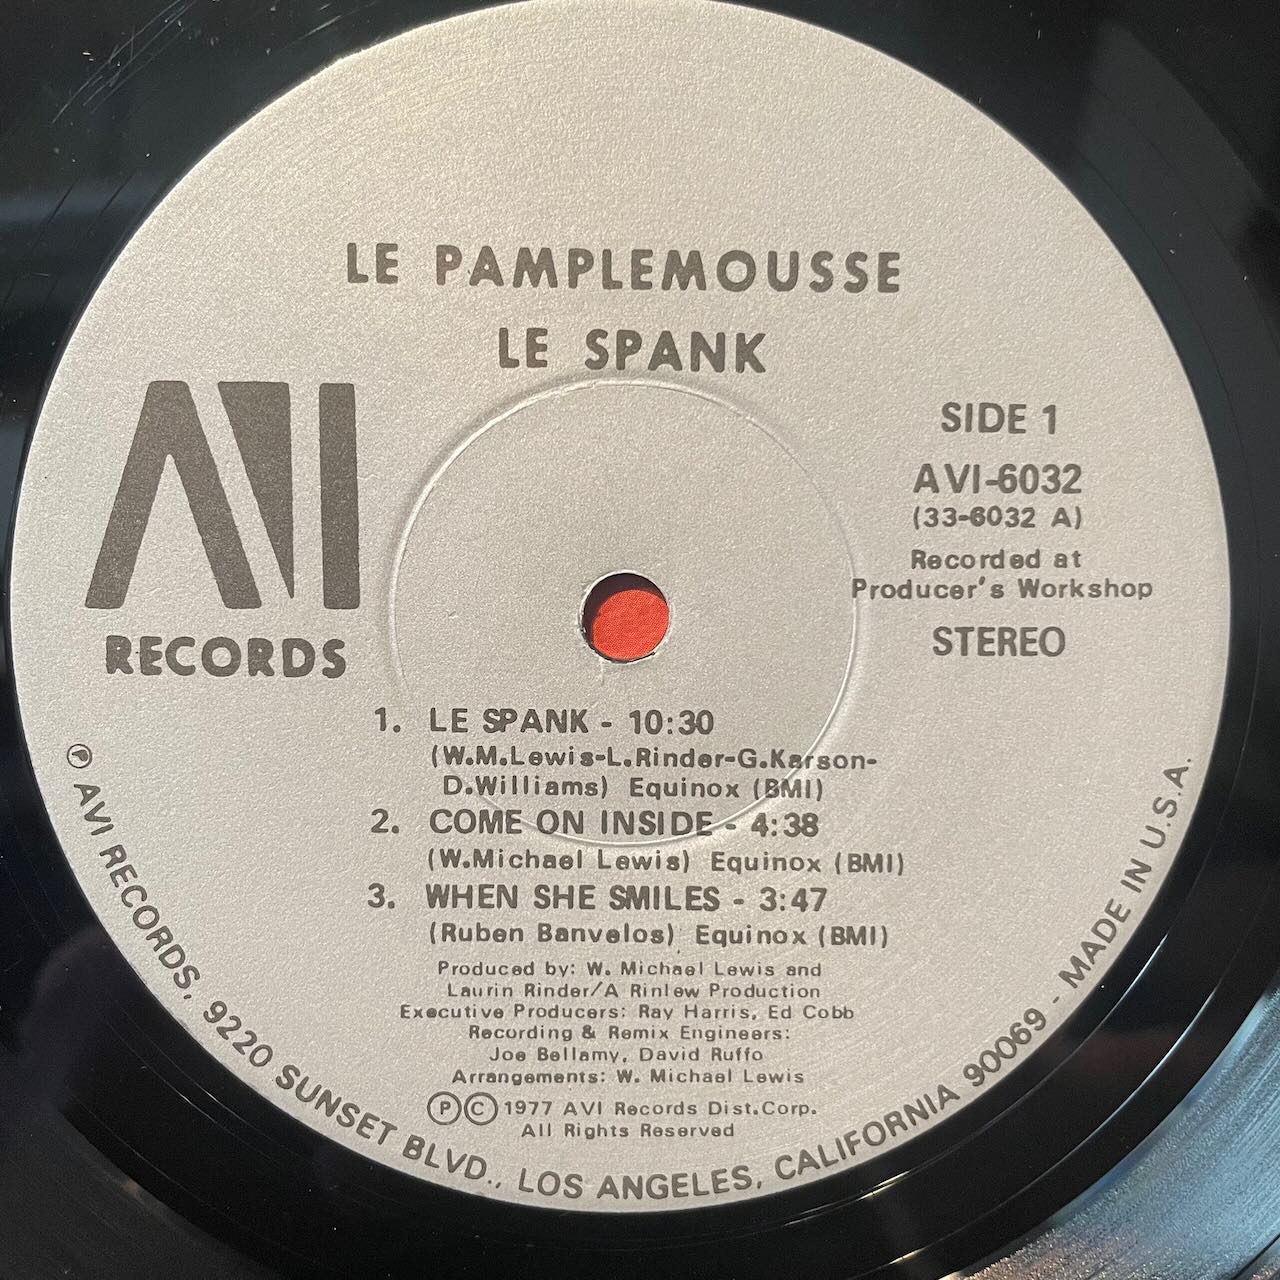 LE PAMPLEMOUSSE
LE SPANK
AVI
RECORDS
SIDE 1
AVI-6032
(33-6032 A)
Recorded at
Producer's Workshop
STEREO
1. LE SPANK - 10:30
(W.M.Lewis-L.Rinder-G.Karson-
D.Williams) Equinox (BMI)
2. COME ON INSIDE - 4:38
(W.Michael Lewis) Equinox (BMI)
3. WHEN SHE SMILES - 3:47
(Ruben Banvelos) Equinox (BMI)
Produced by: W. Michael Lewis and
Laurin Rinder/A Rinlew Production
Executive Producers: Ray Harris, Ed Cobb
Recording & Remix Engineers:
Joe Bellamy, David Ruffo
Arrangements: W. Michael Lewis
Ⓟ© 1977 AVI Records Dist.Corp.
All Rights Reserved
Ⓟ AVI RECORDS, 9220 SUNSET BLVD., LOS ANGELES, CALIFORNIA 90069 - MADE IN U.S.A.